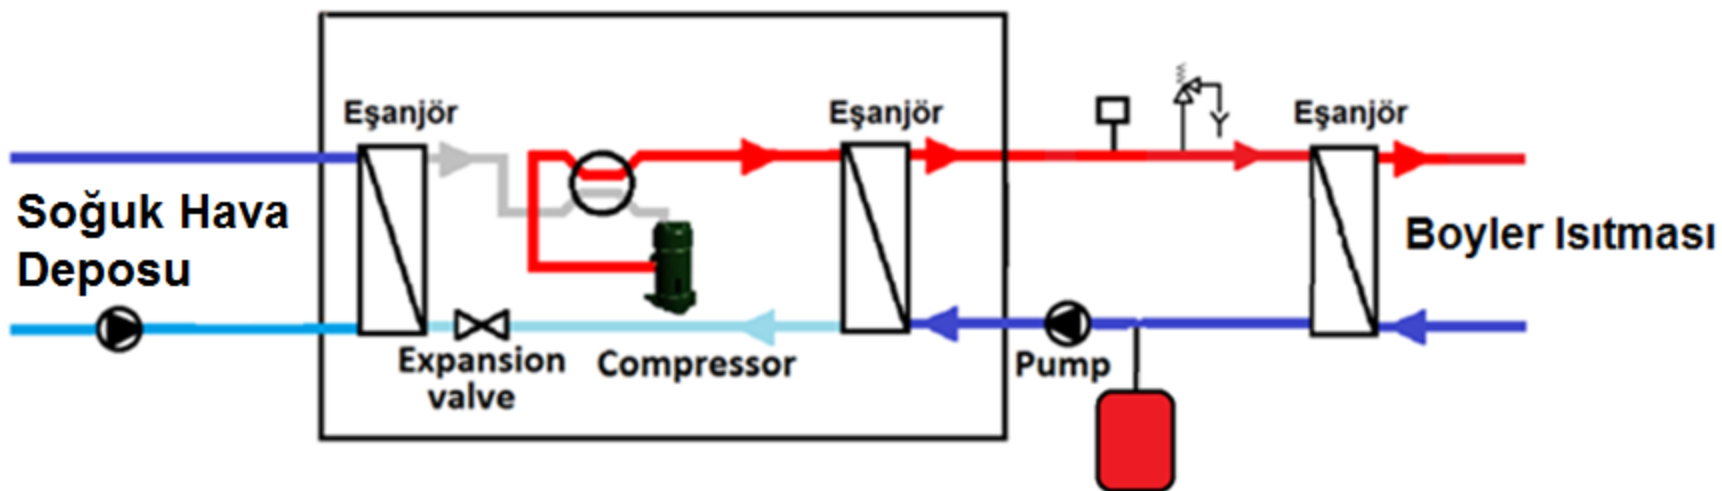 Eşanjör
Eşanjör
Eşanjör
Soğuk Hava
Deposu
Boyler Isıtması
Expansion
valve
Compressor
Pump